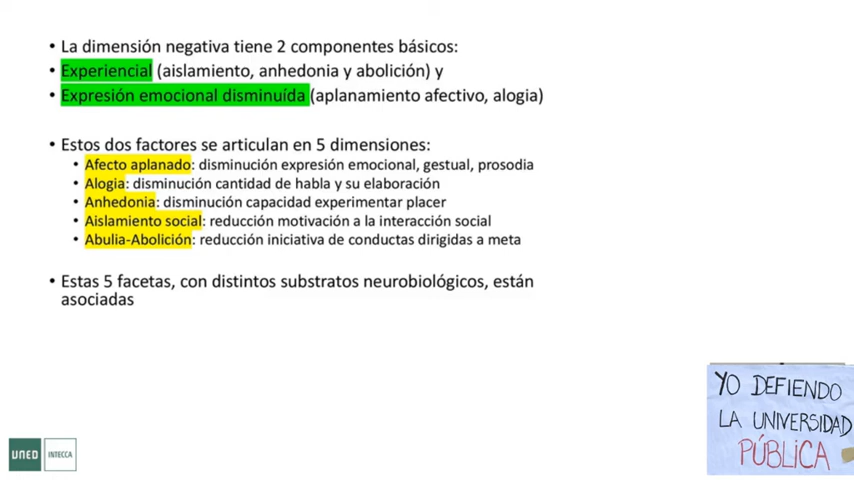 • La dimensión negativa tiene 2 componentes básicos:
• Experiencial (aislamiento, anhedonia y abolición) y
• Expresión emocional disminuída (aplanamiento afectivo, alogia)
• Estos dos factores se articulan en 5 dimensiones:
• Afecto aplanado: disminución expresión emocional, gestual, prosodia
• Alogia: disminución cantidad de habla y su elaboración
• Anhedonia: disminución capacidad experimentar placer
• Aislamiento social: reducción motivación a la interacción social
• Abulia-Abolición: reducción iniciativa de conductas dirigidas a meta
• Estas 5 facetas, con distintos substratos neurobiológicos, están
asociadas
YO DEFIENDO
LA UNIVERSIDAD
PÚBLICA
UNED INTECCA